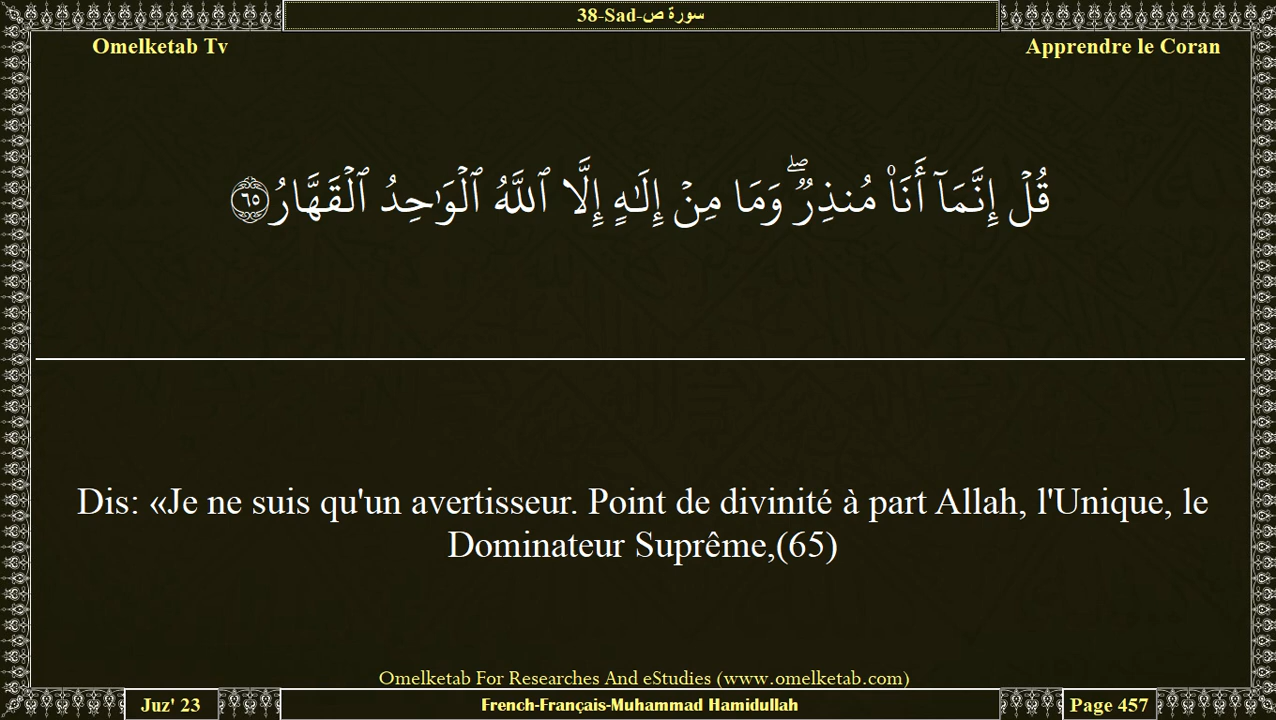 38-Sad-سورة ص
Omelketab Tv
Apprendre le Coran
قُلۡ إِنَّمَآ أَنَا۠ مُنذِرٞۖ وَمَا مِنۡ إِلَٰهٍ إِلَّا ٱللَّهُ ٱلۡوَٰحِدُ ٱلۡقَهَّارُ ٦٥
Dis: «Je ne suis qu'un avertisseur. Point de divinité à part Allah, l'Unique, le
Dominateur Suprême,(65)
Omelketab For Researches And eStudies (www.omelketab.com)
Juz' 23
French-Français-Muhammad Hamidullah
Page 457